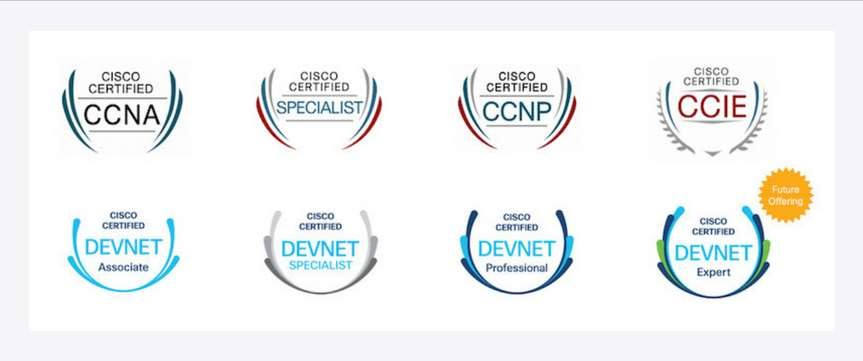 CISCO
CERTIFIED
CCNA
CISCO
CERTIFIED
SPECIALIST
CISCO
CERTIFIED
CCNP
CISCO
CERTIFIED
CCIE
CISCO
CERTIFIED
DEVNET
Associate
CISCO
CERTIFIED
DEVNET
SPECIALIST
CISCO
CERTIFIED
DEVNET
Professional
Future
Offering
CISCO
CERTIFIED
DEVNET
Expert